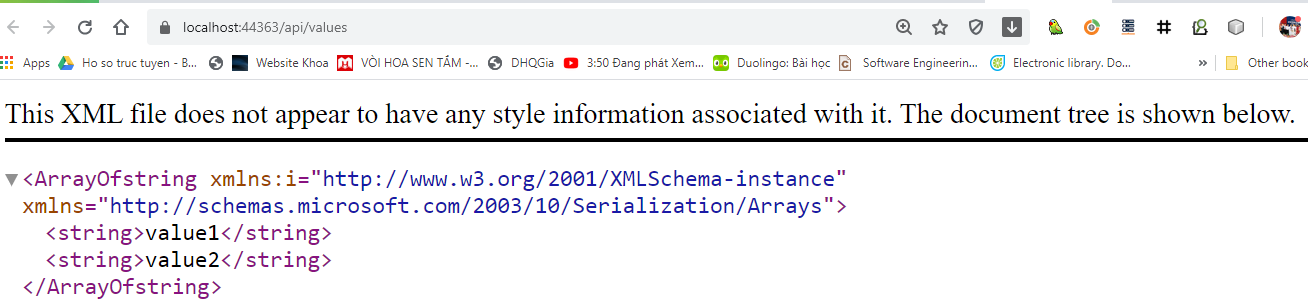 localhost:44363/api/values
Apps Ho so truc tuyen - B... Website Khoa VÒI HOA SEN TẮM -... DHQGia 3:50 Đang phát Xem... Duolingo: Bài học Software Engineerin... Electronic library. Do... » Other book
This XML file does not appear to have any style information associated with it. The document tree is shown below.
▼<ArrayOfstring xmlns:i="http://www.w3.org/2001/XMLSchema-instance"
xmlns="http://schemas.microsoft.com/2003/10/Serialization/Arrays">
<string>value1</string>
<string>value2</string>
</ArrayOfstring>